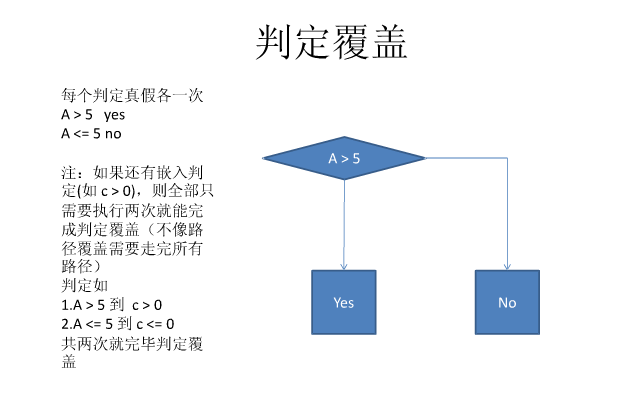 判定覆盖
每个判定真假各一次
A > 5   yes
A <= 5 no
注：如果还有嵌入判
定(如 c > 0)，则全部只
需要执行两次就能完
成判定覆盖（不像路
径覆盖需要走完所有
路径）
判定如
1.A > 5 到  c > 0
2.A <= 5 到 c <= 0
共两次就完毕判定覆
盖
A > 5
Yes
No